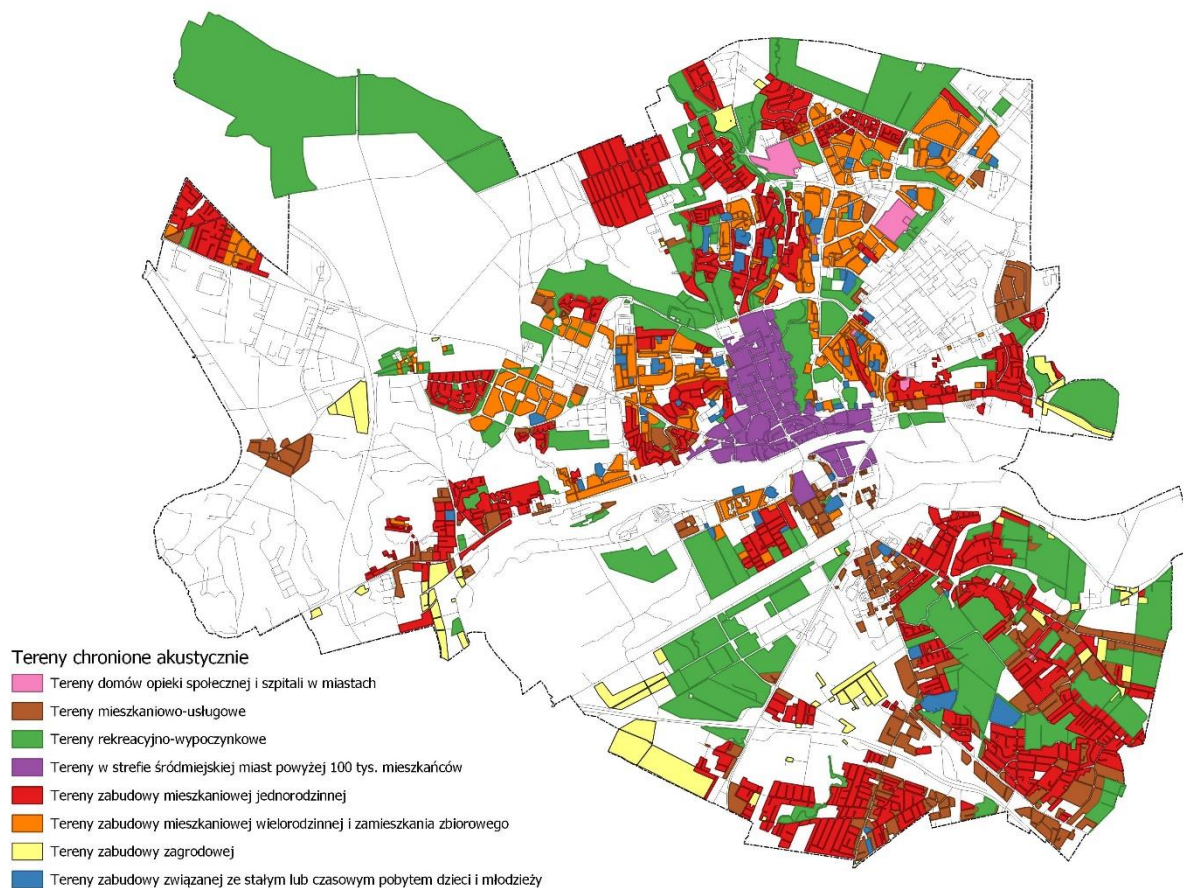 Tereny chronione akustycznie
Tereny domów opieki społecznej i szpitali w miastach
Tereny mieszkaniowo-usługowe
Tereny rekreacyjno-wypoczynkowe
Tereny w strefie śródmiejskiej miast powyżej 100 tys. mieszkańców
Tereny zabudowy mieszkaniowej jednorodzinnej
Tereny zabudowy mieszkaniowej wielorodzinnej i zamieszkania zbiorowego
Tereny zabudowy zagrodowej
Tereny zabudowy związanej ze stałym lub czasowym pobytem dzieci i młodzieży